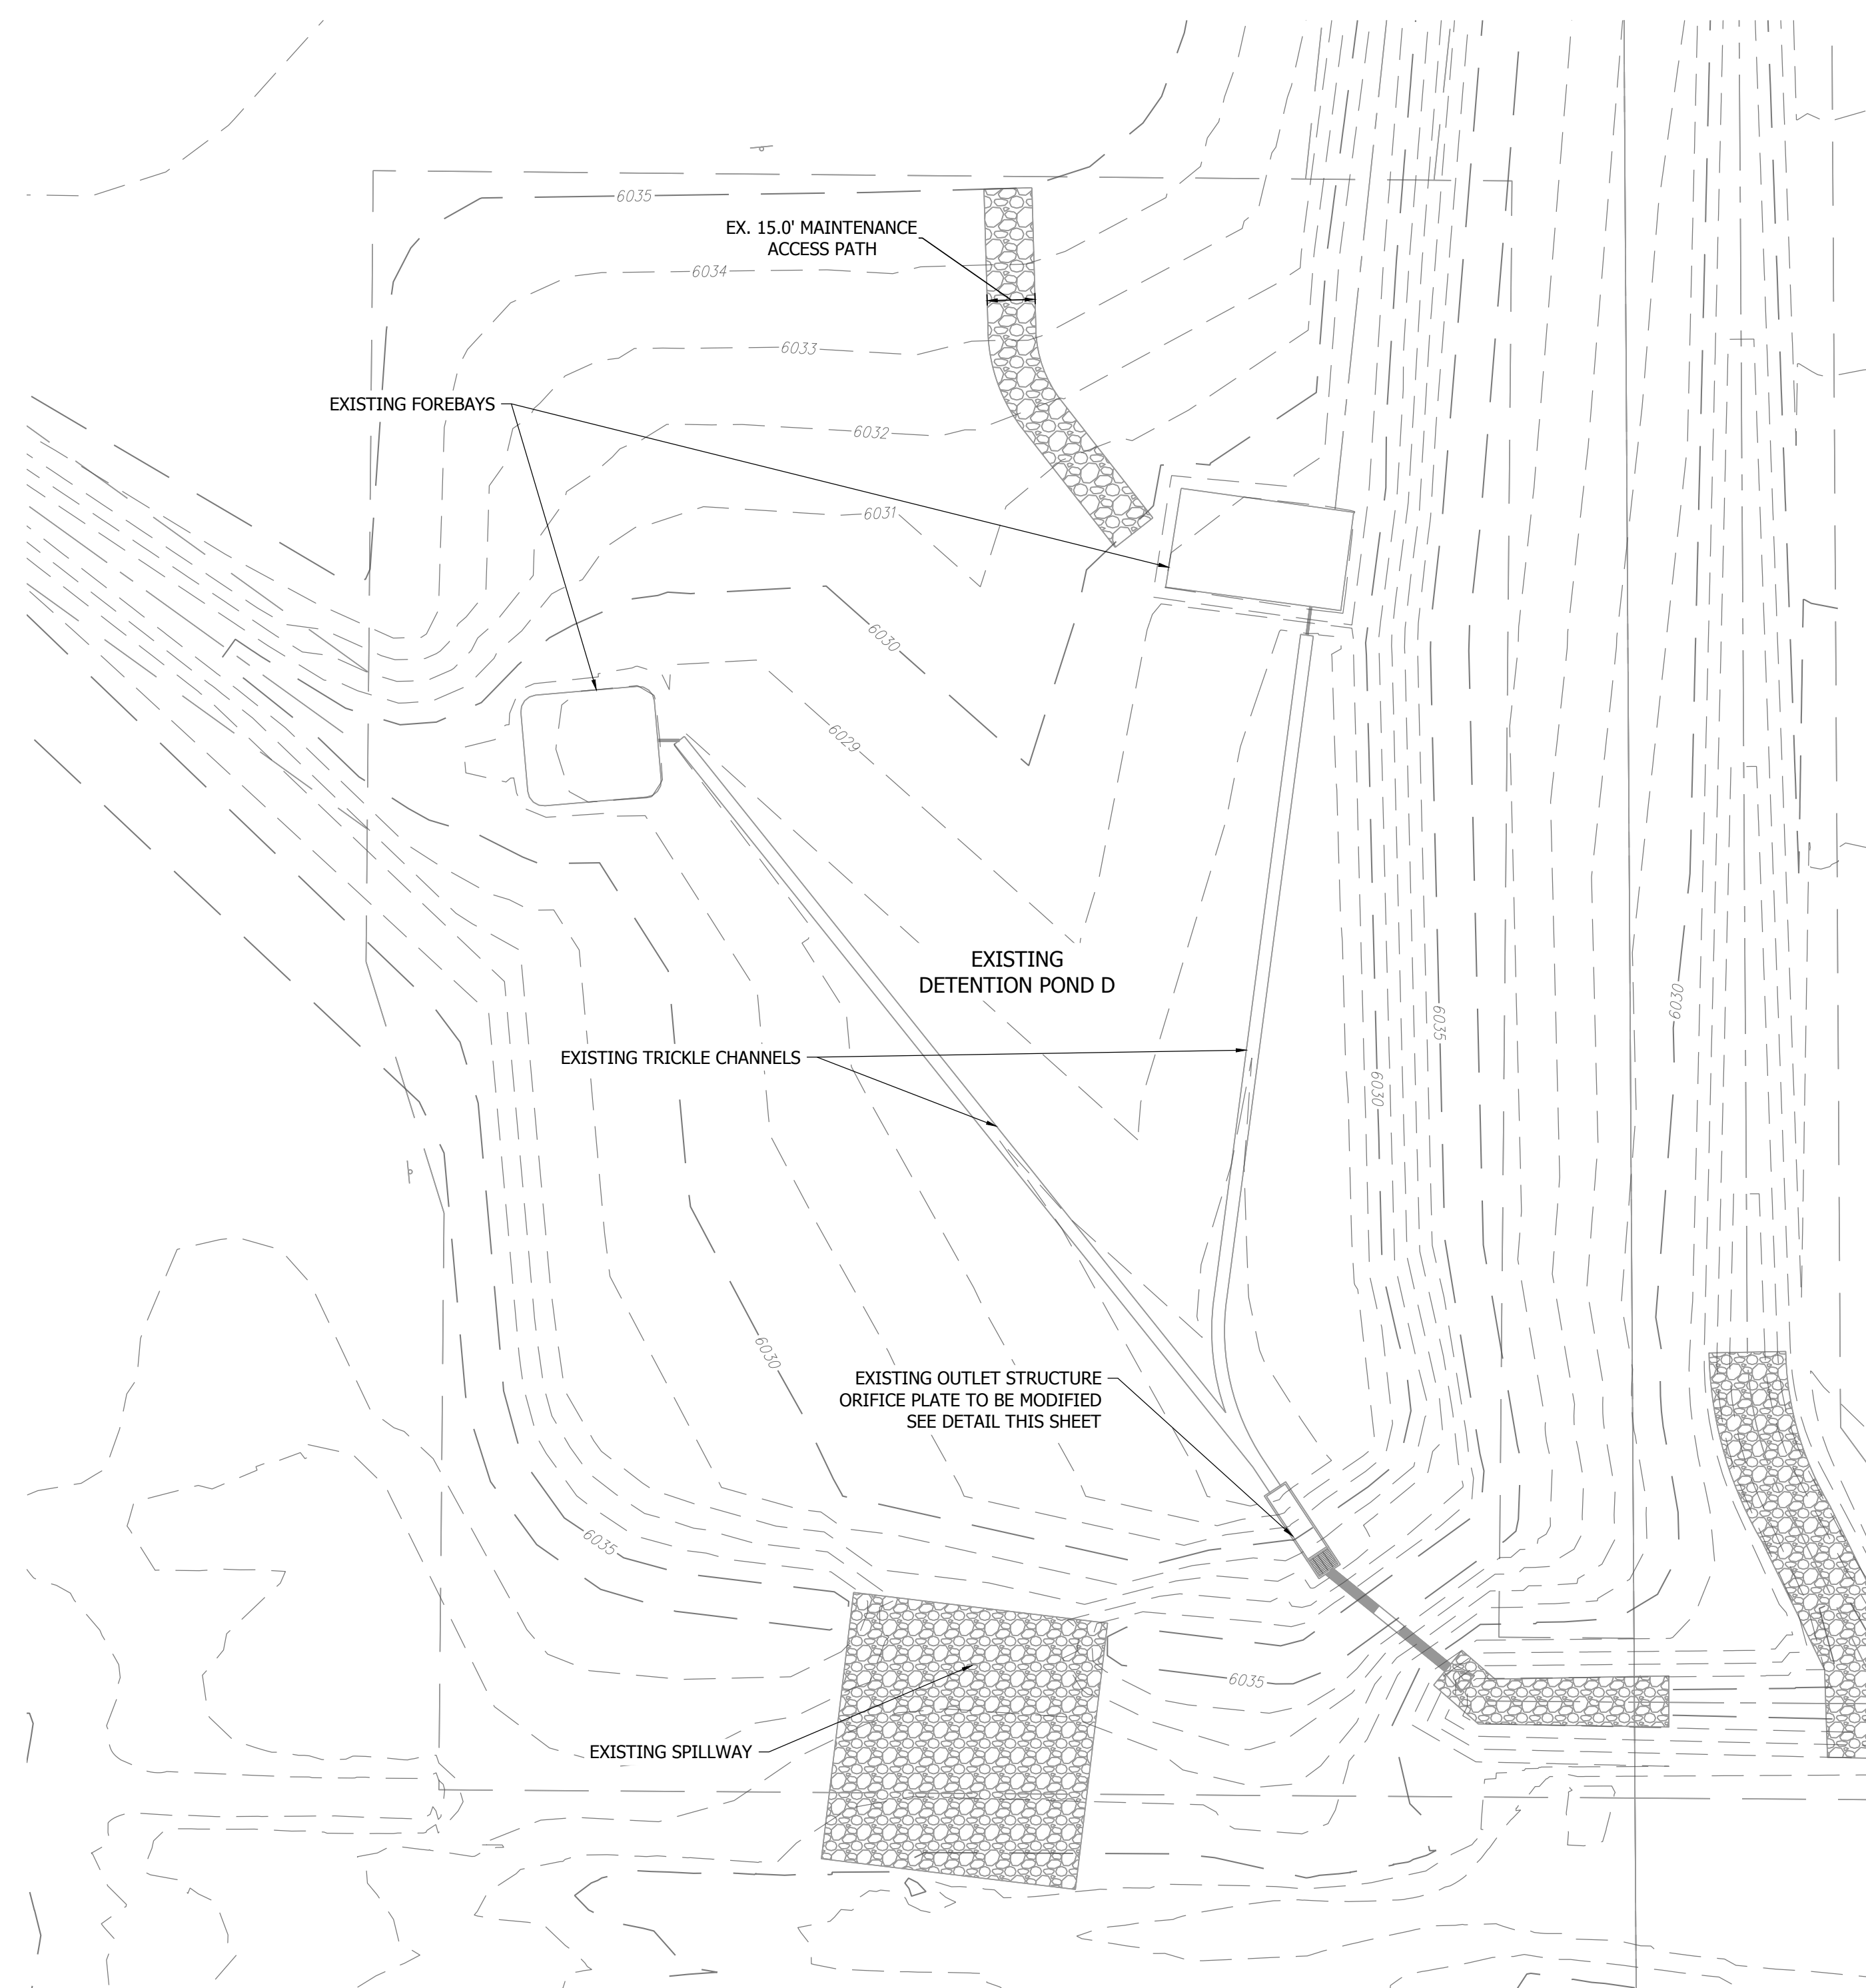 6035
EX. 15.0' MAINTENANCE
ACCESS PATH
6034
6033
EXISTING FOREBAYS
6032
6031
6030
6029
EXISTING
DETENTION POND D
6030
6035
EXISTING TRICKLE CHANNELS
6030
6030
EXISTING OUTLET STRUCTURE
ORIFICE PLATE TO BE MODIFIED
SEE DETAIL THIS SHEET
6035
6035
EXISTING SPILLWAY